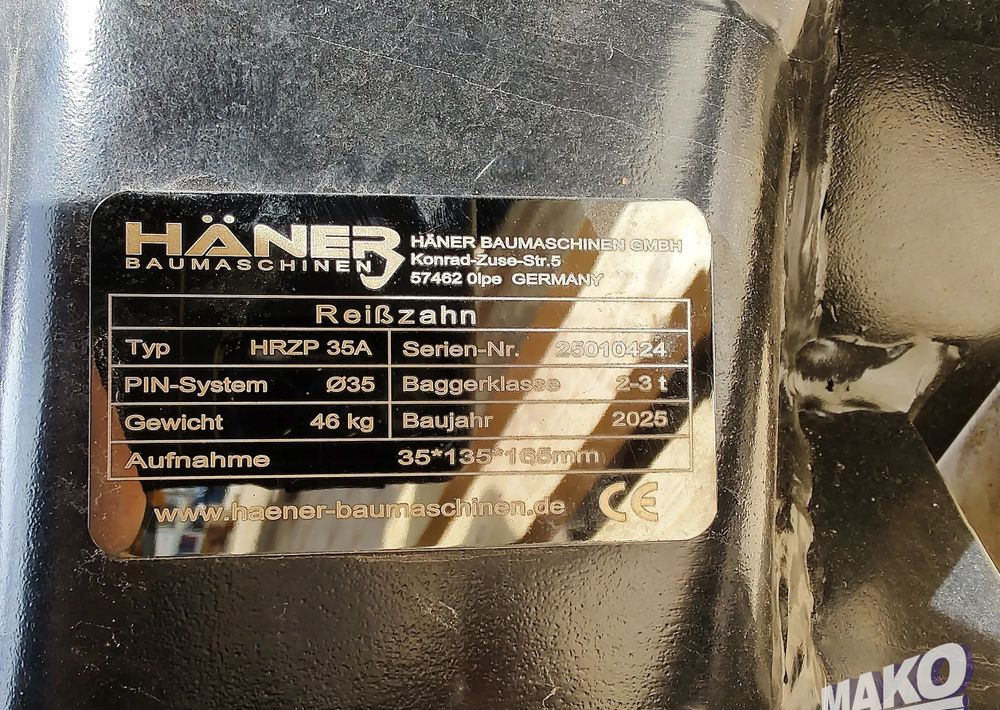 HÄNER
BAUMASCHINEN
HÄNER BAUMASCHINEN GMBH
Konrad-Zuse-Str.5
57462 Olpe GERMANY
Reißzahn
Typ HRZP 35A Serien-Nr. 25010424
PIN-System Ø35 Baggerklasse 2-3 t
Gewicht 46 kg Baujahr 2025
Aufnahme 35*135*165mm
www.haener-baumaschinen.de CE
MAKO